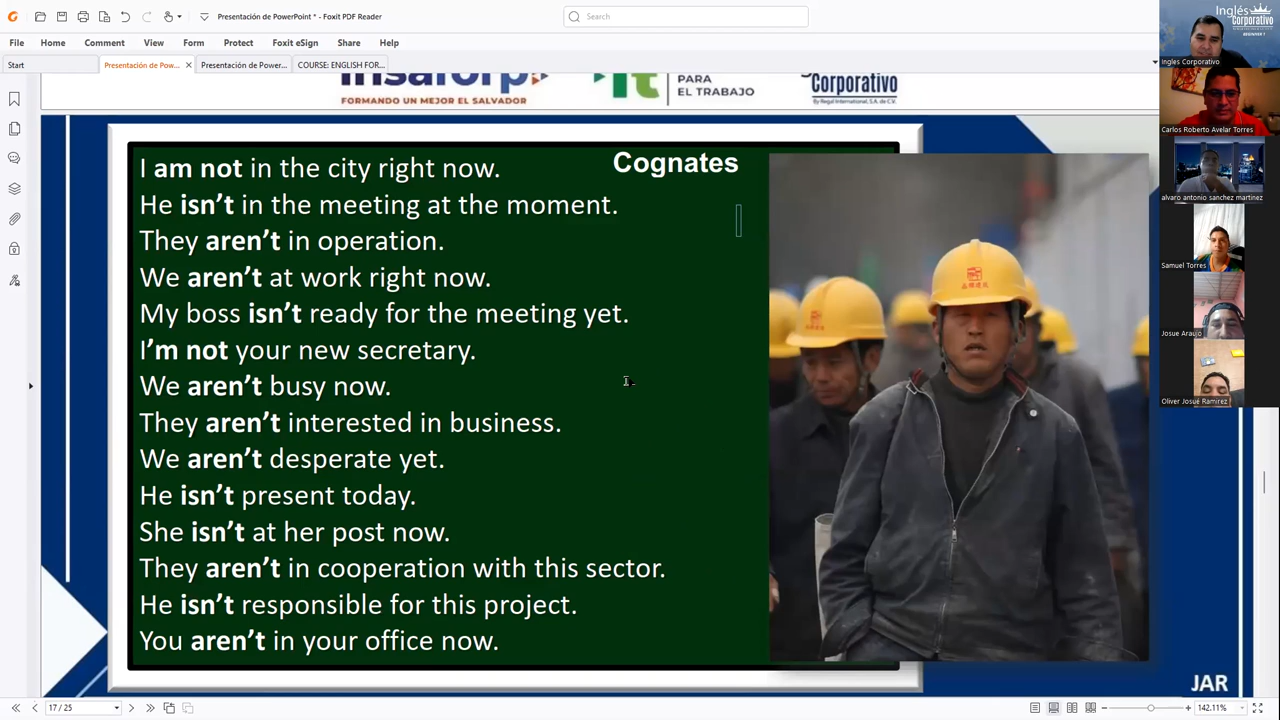 Presentación de PowerPoint * - Foxit PDF Reader
Search
File Home Comment View Form Protect Foxit eSign Share Help
Start
Presentación de Pow...
Presentación de Power...
COURSE: ENGLISH FOR...
FORMANDO UN MEJOR EL SALVADOR
PARA
EL TRABAJO
Corporativo
By Regal International, S.A. de C.V.
Cognates
I am not in the city right now.
He isn't in the meeting at the moment.
They aren't in operation.
We aren't at work right now.
My boss isn't ready for the meeting yet.
I'm not your new secretary.
We aren't busy now.
They aren't interested in business.
We aren't desperate yet.
He isn't present today.
She isn't at her post now.
They aren't in cooperation with this sector.
He isn't responsible for this project.
You aren't in your office now.
JAR
17 / 25
142.11%
Inglés
Corporativo
Ingles Corporativo
Carlos Roberto Avelar Torres
alvaro antonio sanchez martinez
Samuel Torres
Josue Araujo
Oliver Josué Ramirez